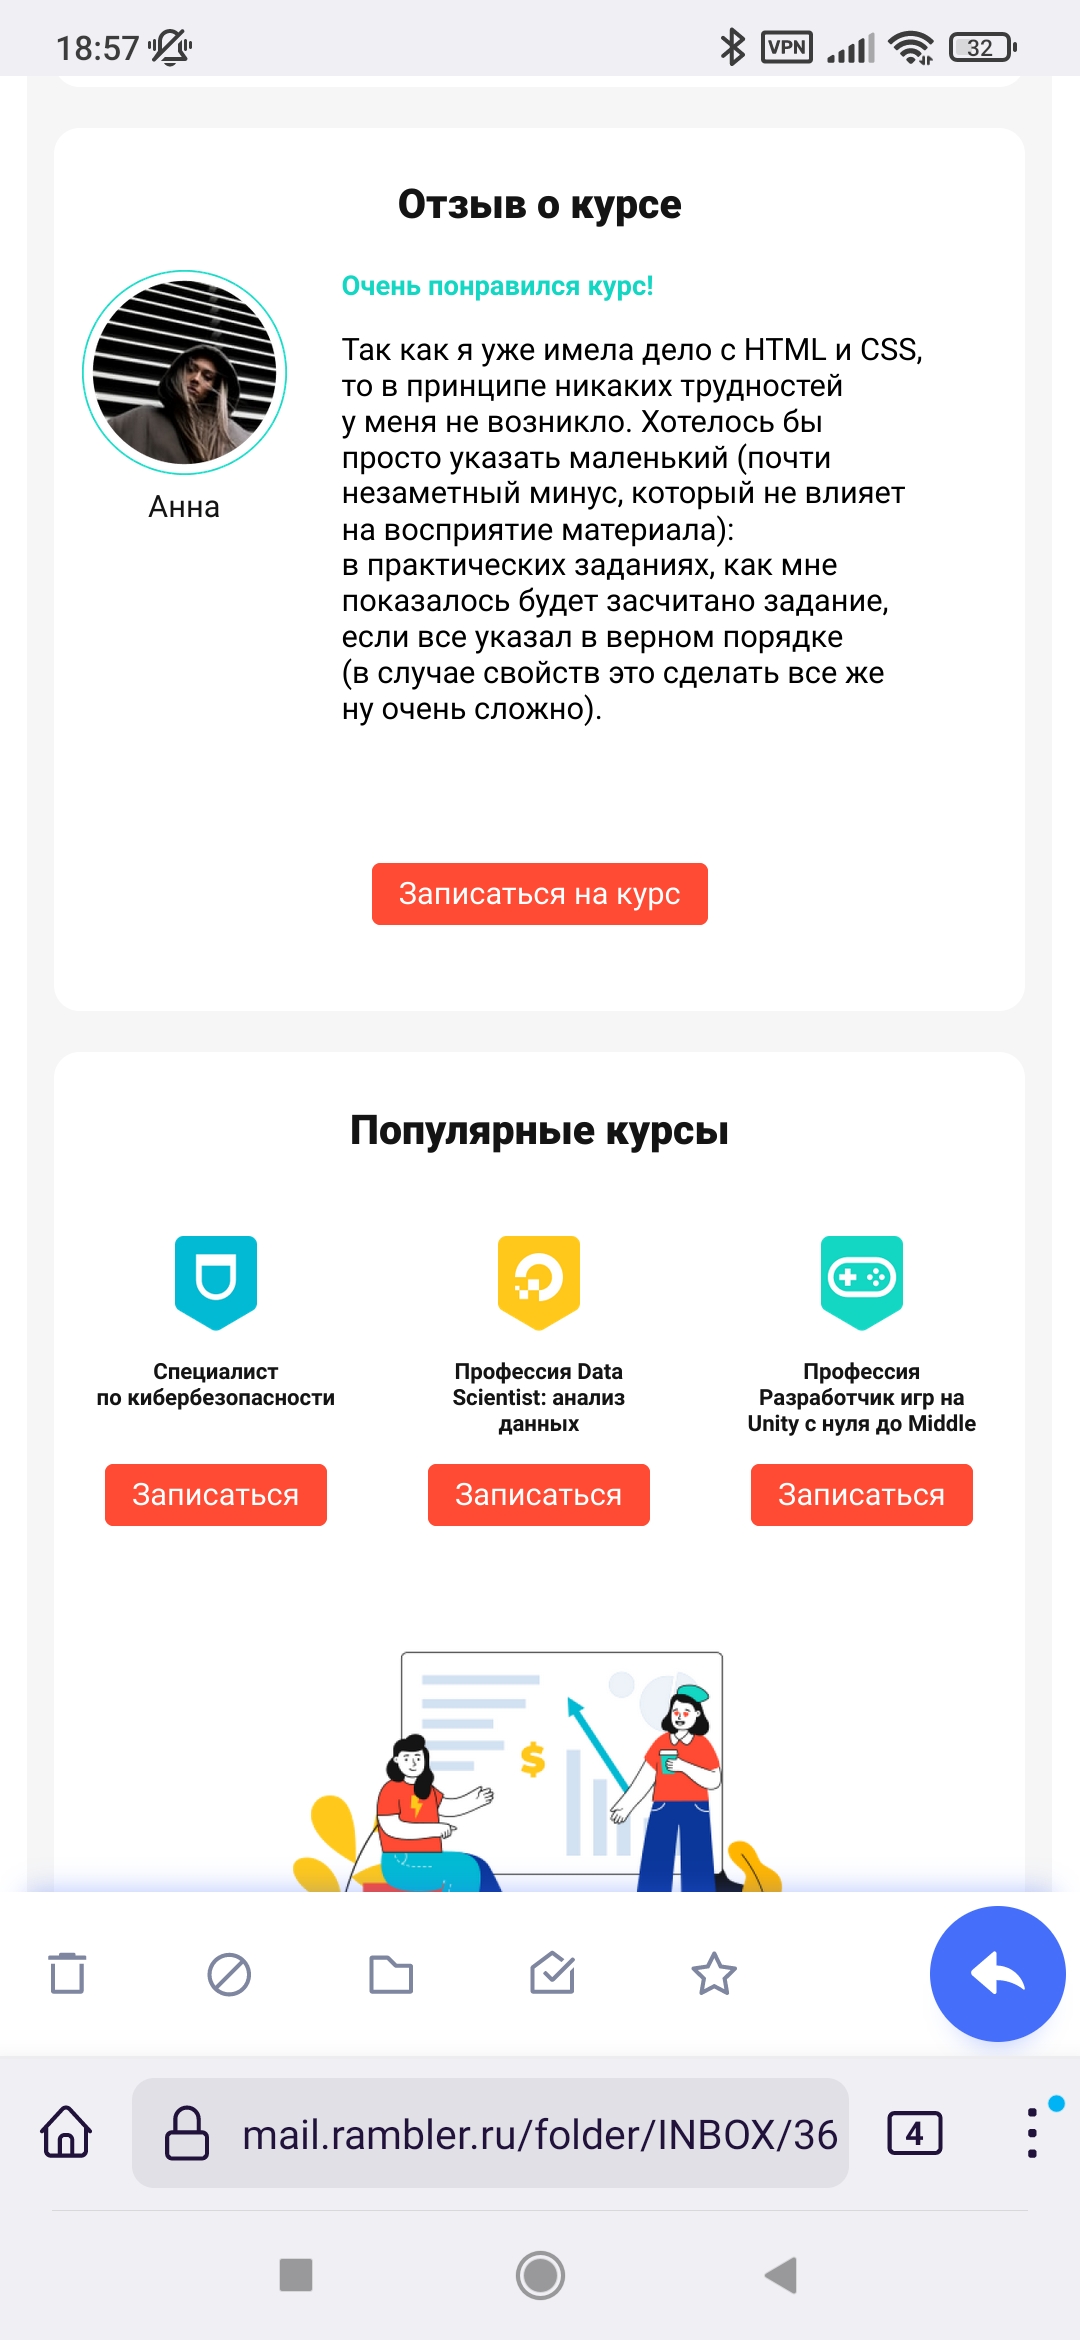 18:57
VPN
32
Отзыв о курсе
Очень понравился курс!
Так как я уже имела дело с HTML и CSS,
то в принципе никаких трудностей
у меня не возникло. Хотелось бы
просто указать маленький (почти
незаметный минус, который не влияет
на восприятие материала):
в практических заданиях, как мне
показалось будет засчитано задание,
если все указал в верном порядке
(в случае свойств это сделать все же
ну очень сложно).
Анна
Записаться на курс
Популярные курсы
Специалист
по кибербезопасности
Записаться
Профессия Data
Scientist: анализ
данных
Записаться
Профессия
Разработчик игр на
Unity с нуля до Middle
Записаться
$
mail.rambler.ru/folder/INBOX/36
4